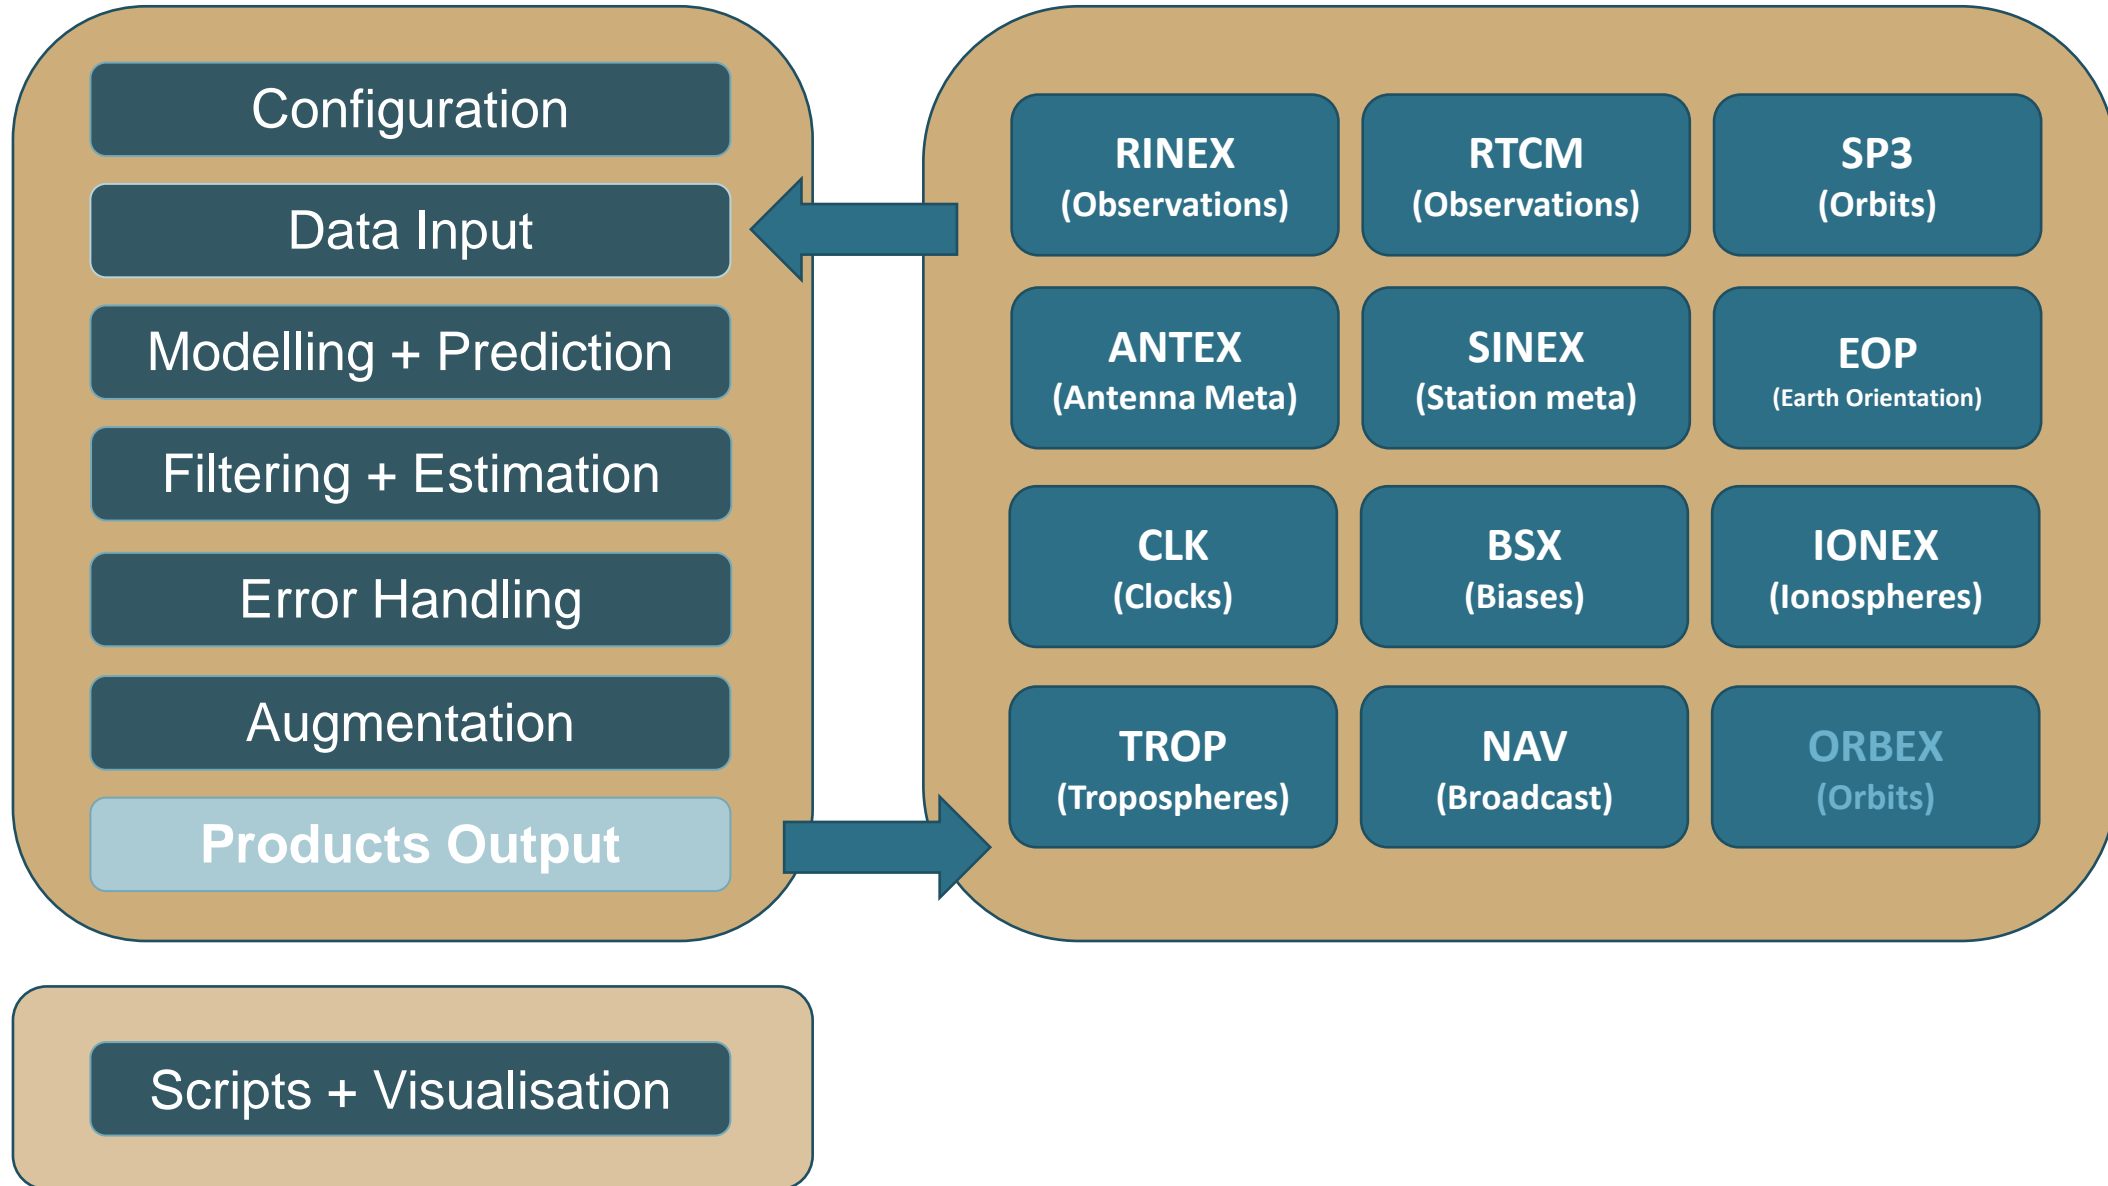 Configuration
Data Input
Modelling + Prediction
Filtering + Estimation
Error Handling
Augmentation
Products Output
Scripts + Visualisation
RINEX
(Observations)
RTCM
(Observations)
SP3
(Orbits)
ANTEX
(Antenna Meta)
SINEX
(Station meta)
EOP
(Earth Orientation)
CLK
(Clocks)
BSX
(Biases)
IONEX
(Ionospheres)
TROP
(Tropospheres)
NAV
(Broadcast)
ORBEX
(Orbits)